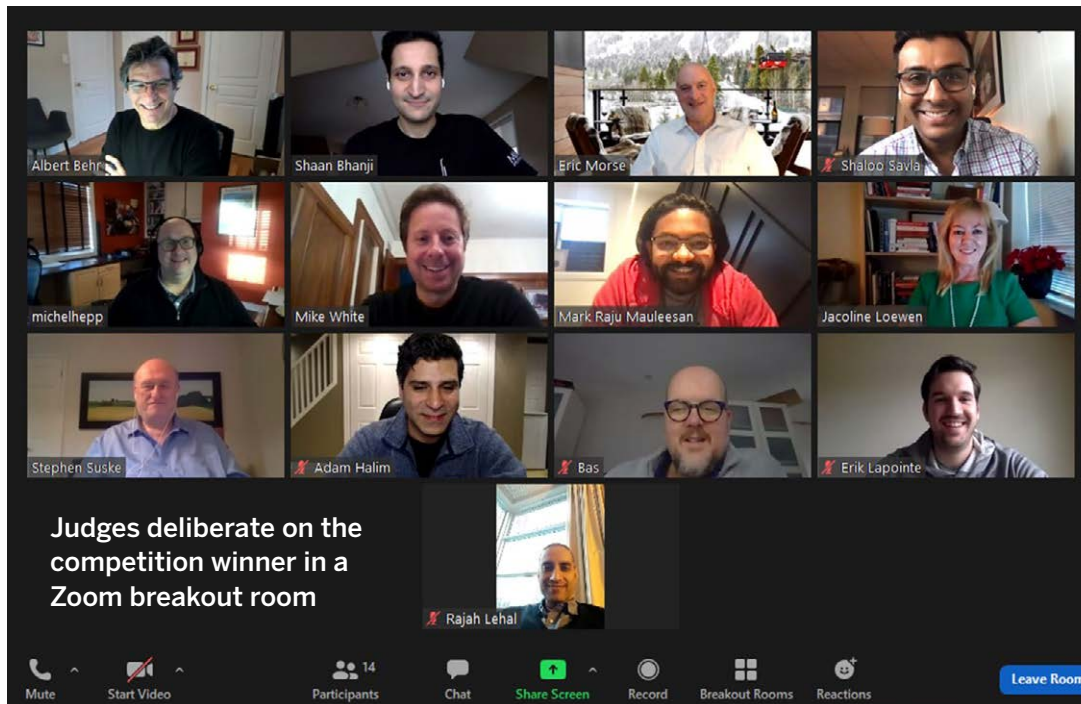 Albert Behr
Shaan Bhanji
Eric Morse
Shaloo Savla
michelhepp
Mike White
Mark Raju Mauleesan
Jacoline Loewen
Stephen Suske
Adam Halim
Bas
Erik Lapointe
Judges deliberate on the
competition winner in a
Zoom breakout room
Rajah Lehal
Mute
Start Video
14
Participants
Chat
Share Screen
Record
Breakout Rooms
Reactions
Leave Room